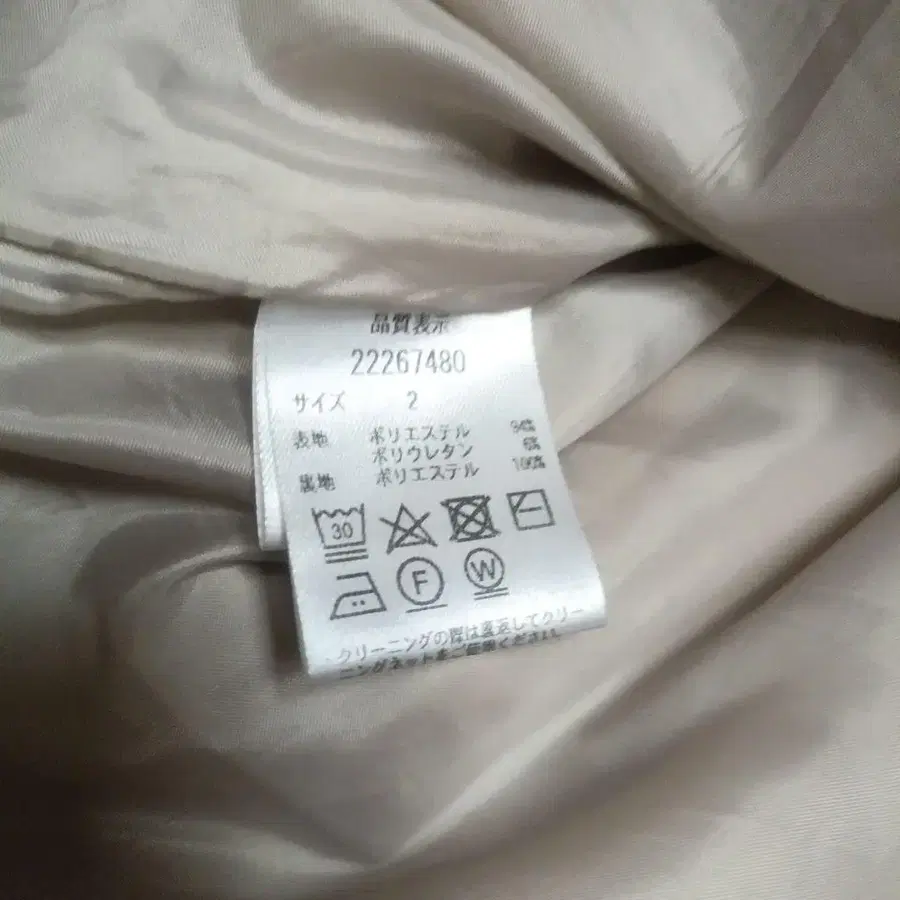 品質表示
22267480
サイズ 2
表地 ポリエステル 94%
ポリウレタン 6%
裏地 ポリエステル 100%
30
F W
クリーニングの際は裏返してクリー
ニングネットをご使用ください